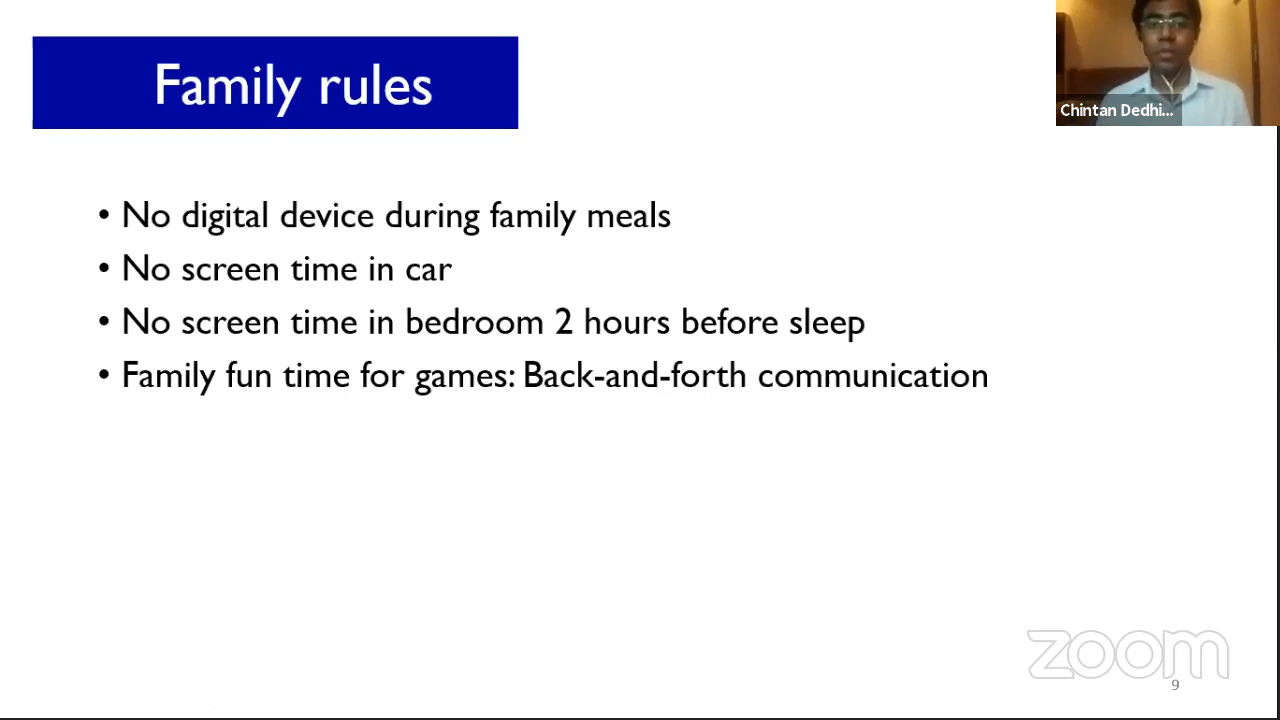 Family rules
Chintan Dedhi...
• No digital device during family meals
• No screen time in car
• No screen time in bedroom 2 hours before sleep
• Family fun time for games: Back-and-forth communication
zoom
9